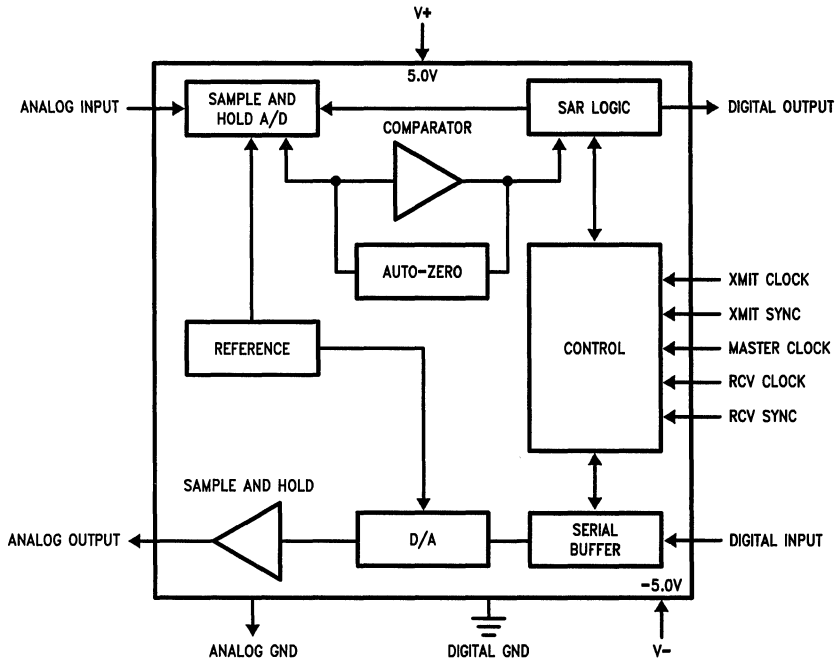 V+
5.0V
ANALOG INPUT
SAMPLE AND
HOLD A/D
SAR LOGIC
DIGITAL OUTPUT
COMPARATOR
AUTO-ZERO
XMIT CLOCK
XMIT SYNC
REFERENCE
CONTROL
MASTER CLOCK
RCV CLOCK
RCV SYNC
SAMPLE AND HOLD
ANALOG OUTPUT
D/A
SERIAL
BUFFER
DIGITAL INPUT
-5.0V
ANALOG GND
DIGITAL GND
V-